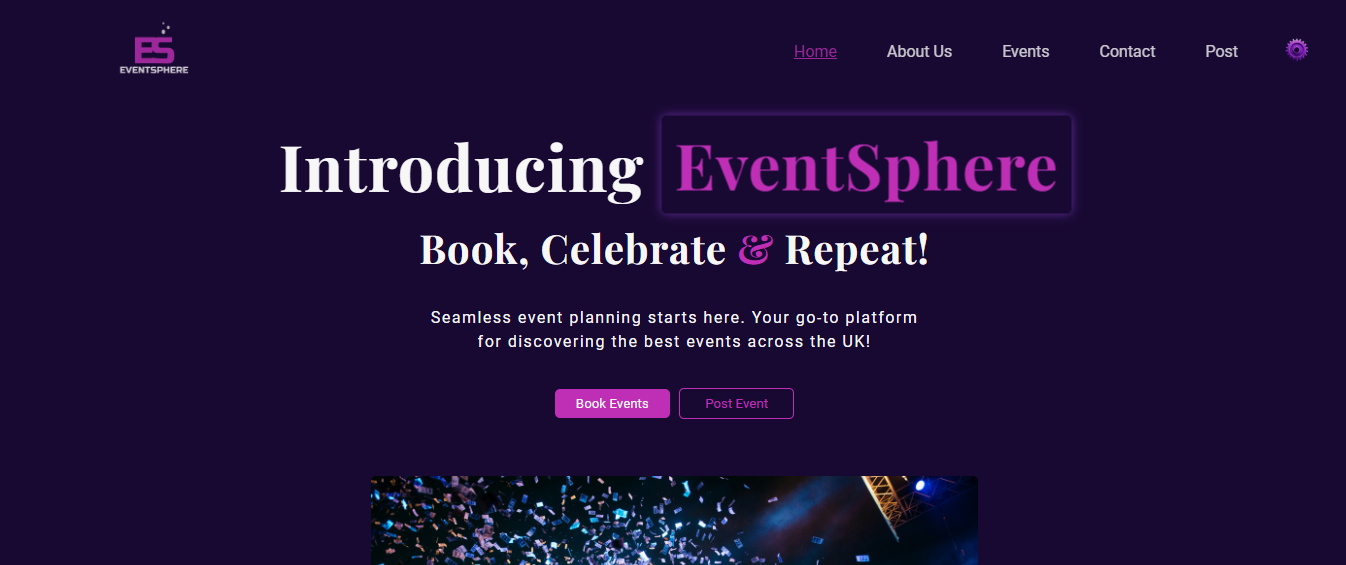 ES
EVENTSPHERE
Home About Us Events Contact Post
Introducing EventSphere
Book, Celebrate & Repeat!
Seamless event planning starts here. Your go-to platform
for discovering the best events across the UK!
Book Events Post Event